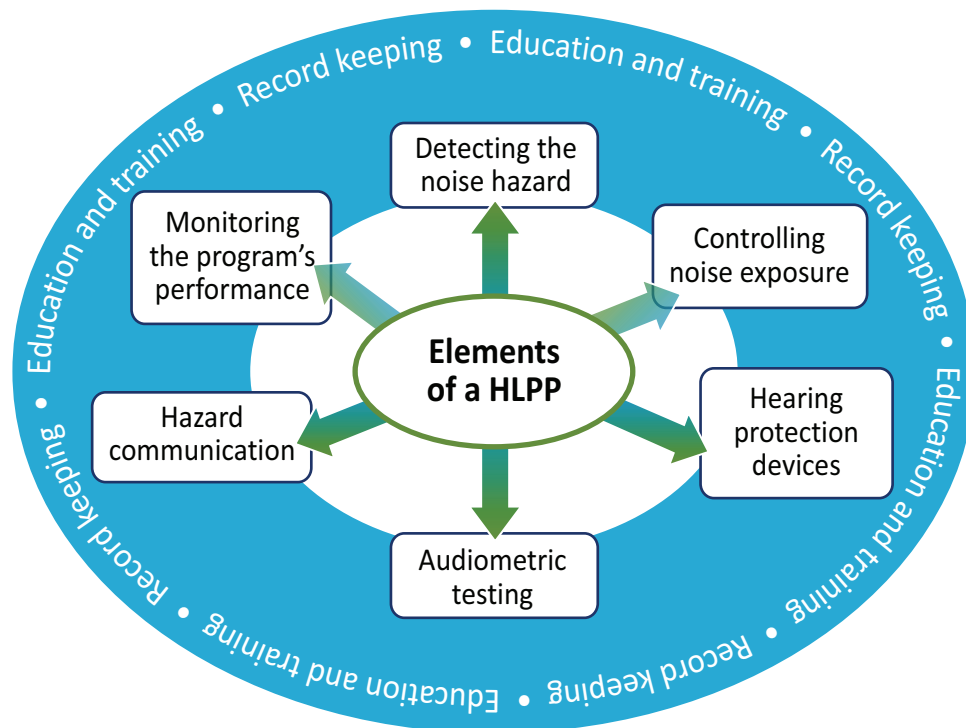 Education and training • Record keeping • Education and training • Record keeping • Education and training • Record keeping • Education and training • Record keeping •
Detecting the
noise hazard
Controlling
noise exposure
Hearing
protection
devices
Audiometric
testing
Hazard
communication
Monitoring
the program's
performance
Elements
of a HLPP